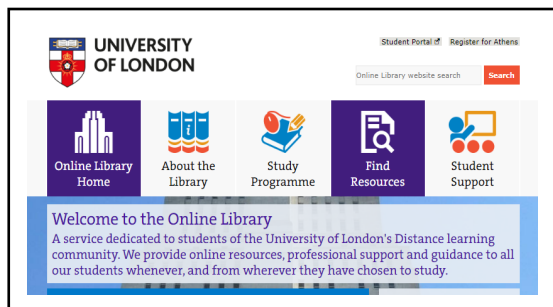 UNIVERSITY
OF LONDON
Student Portal
Register for Athens
Online Library website search
Search
Online Library
Home
About the
Library
Study
Programme
Find
Resources
Student
Support
Welcome to the Online Library
A service dedicated to students of the University of London's Distance learning
community. We provide online resources, professional support and guidance to all
our students whenever, and from wherever they have chosen to study.